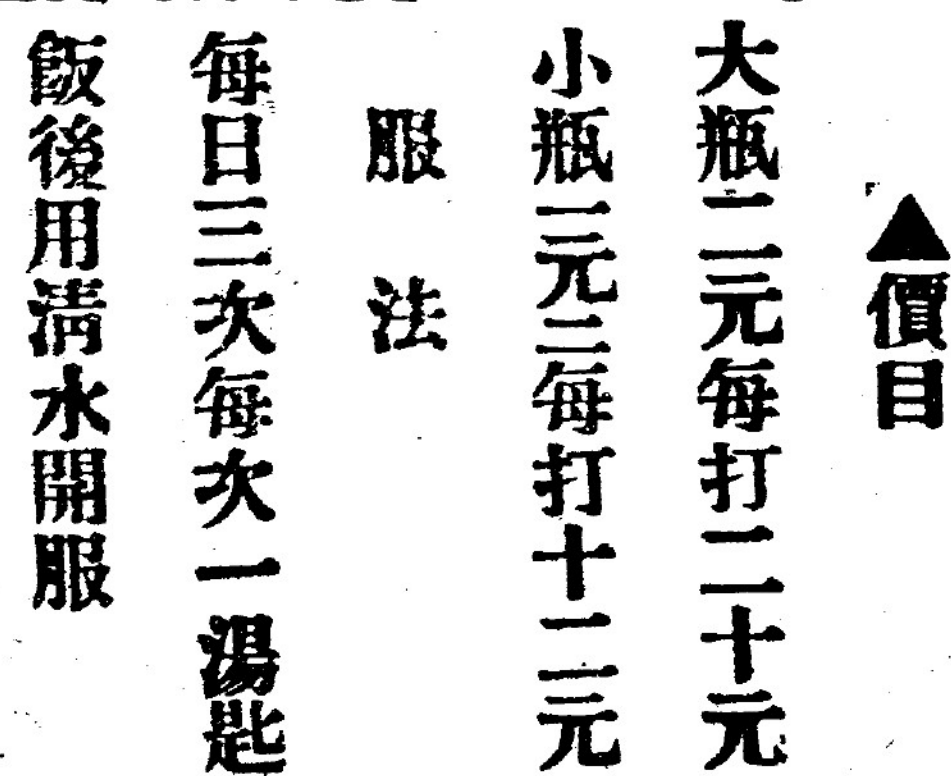 ▲價目
大瓶二元每打二十元
小瓶一元二每打十二元
服法
每日三次每次一湯匙
飯後用清水開服